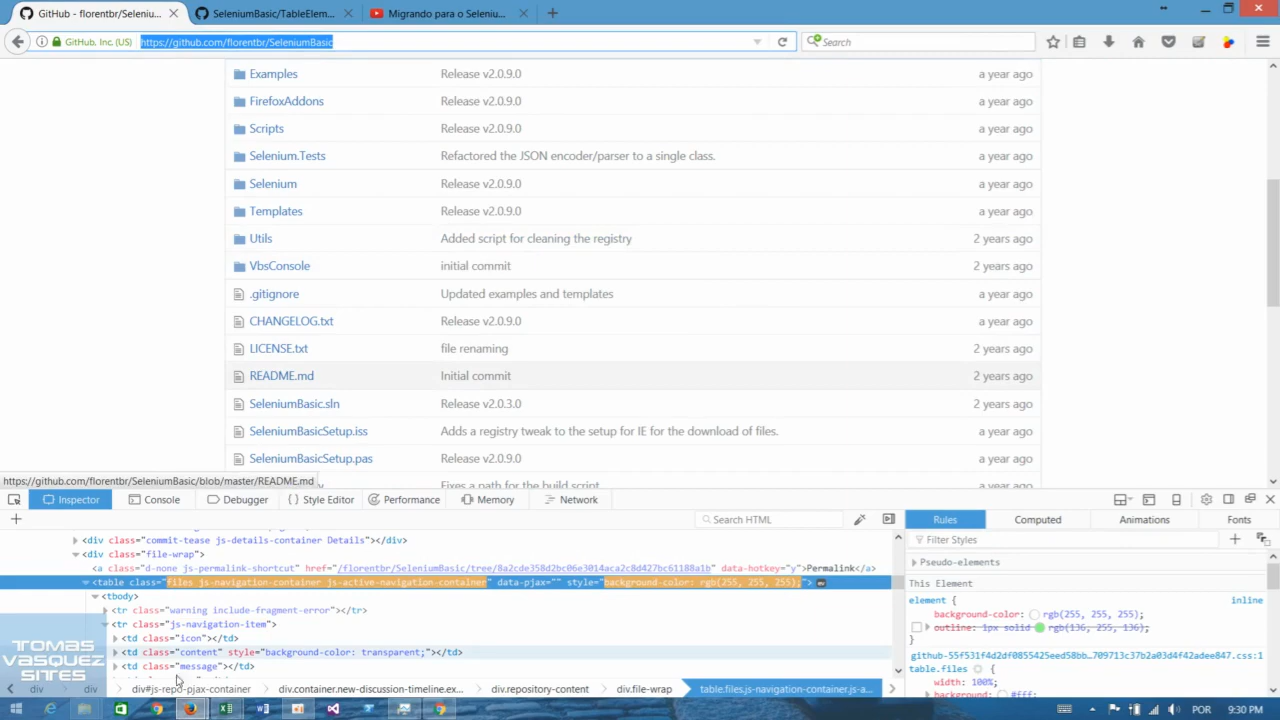 GitHub - florentbr/Seleniu...
SeleniumBasic/TableElem...
Migrando para o Seleniu...
GitHub, Inc. (US)
https://github.com/florentbr/SeleniumBasic
Search
Examples Release v2.0.9.0 a year ago
FirefoxAddons Release v2.0.9.0 a year ago
Scripts Release v2.0.9.0 a year ago
Selenium.Tests Refactored the JSON encoder/parser to a single class. a year ago
Selenium Release v2.0.9.0 a year ago
Templates Release v2.0.9.0 a year ago
Utils Added script for cleaning the registry 2 years ago
VbsConsole initial commit 2 years ago
.gitignore Updated examples and templates a year ago
CHANGELOG.txt Release v2.0.9.0 a year ago
LICENSE.txt file renaming 2 years ago
README.md Initial commit 2 years ago
SeleniumBasic.sln Release v2.0.3.0 2 years ago
SeleniumBasicSetup.iss Adds a registry tweak to the setup for IE for the download of files. a year ago
SeleniumBasicSetup.pas Release v2.0.9.0 a year ago
Fixes a path for the build script a year ago
https://github.com/florentbr/SeleniumBasic/blob/master/README.md
Inspector Console Debugger Style Editor Performance Memory Network
Search HTML
<div class="commit-tease js-details-container Details"></div>
<div class="file-wrap">
<a class="d-none js-permalink-shortcut" href="/florentbr/SeleniumBasic/tree/8a2cde358d2bc06e3014aca2c8d427bc61188a1b" data-hotkey="y">Permalink</a>
<table class="files js-navigation-container js-active-navigation-container" data-pjax="" style="background-color: rgb(255, 255, 255);"> ev
<tbody>
<tr class="warning include-fragment-error"></tr>
<tr class="js-navigation-item">
<td class="icon"></td>
<td class="content" style="background-color: transparent;"></td>
<td class="message"></td>
div div div#js-repo-pjax-container div.container.new-discussion-timeline.ex... div.repository-content div.file-wrap table.files.js-navigation-container.js-a...
Rules Computed Animations Fonts
Filter Styles
Pseudo-elements
This Element
element { inline
background-color: rgb(255, 255, 255);
outline: 1px solid rgb(136, 255, 136);
}
github-55f531f4d2df0855425eed58bb...709713c37b2a03d4f42adee847.css:1
table.files {
width: 100%;
background: #fff;
TOMAS
VASQUEZ
SITES
POR 9:30 PM